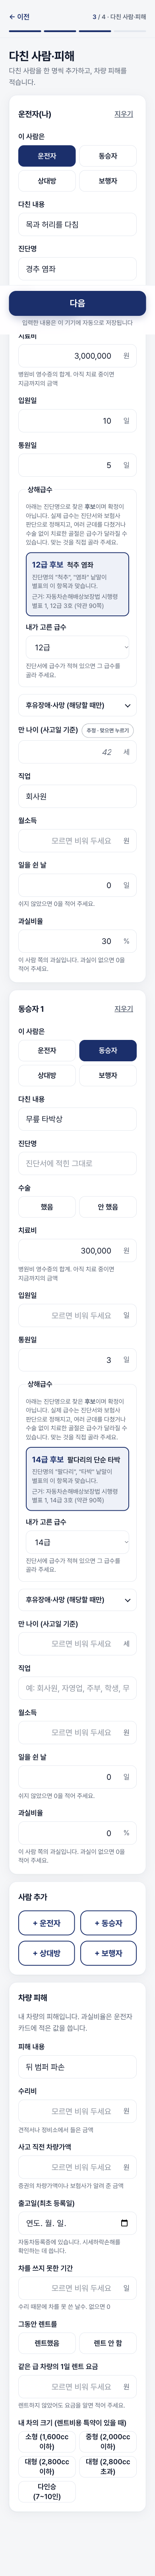 ← 이전
3 / 4 · 다친 사람·피해
다친 사람·피해
다친 사람을 한 명씩 추가하고, 차량 피해를
적습니다.
운전자(나)
지우기
이 사람은
운전자
동승자
상대방
보행자
다친 내용
목과 허리를 다침
진단명
경추 염좌
다음
입력한 내용은 이 기기에 자동으로 저장됩니다
치료비
3,000,000 원
병원비 영수증의 합계. 아직 치료 중이면
지금까지의 금액
입원일
10 일
통원일
5 일
상해급수
아래는 진단명으로 찾은 후보이며 확정이
아닙니다. 실제 급수는 진단서와 보험사
판단으로 정해지고, 여러 군데를 다쳤거나
수술 없이 치료한 골절은 급수가 달라질 수
있습니다. 맞는 것을 직접 골라 주세요.
12급 후보 척추 염좌
진단명의 "척추", "염좌" 낱말이
별표의 이 항목과 맞습니다.
근거: 자동차손해배상보장법 시행령
별표 1, 12급 3호 (약관 90쪽)
내가 고른 급수
12급
진단서에 급수가 적혀 있으면 그 급수를
골라 주세요.
후유장애·사망 (해당할 때만)
만 나이 (사고일 기준)
추정 · 맞으면 누르기
42 세
직업
회사원
월소득
모르면 비워 두세요 원
일을 쉰 날
0 일
쉬지 않았으면 0을 적어 주세요.
과실비율
30 %
이 사람 쪽의 과실입니다. 과실이 없으면 0을
적어 주세요.
동승자 1
지우기
이 사람은
운전자
동승자
상대방
보행자
다친 내용
무릎 타박상
진단명
진단서에 적힌 그대로
수술
했음
안 했음
치료비
300,000 원
병원비 영수증의 합계. 아직 치료 중이면
지금까지의 금액
입원일
모르면 비워 두세요 일
통원일
3 일
상해급수
아래는 진단명으로 찾은 후보이며 확정이
아닙니다. 실제 급수는 진단서와 보험사
판단으로 정해지고, 여러 군데를 다쳤거나
수술 없이 치료한 골절은 급수가 달라질 수
있습니다. 맞는 것을 직접 골라 주세요.
14급 후보 팔다리의 단순 타박
진단명의 "팔다리", "타박" 낱말이
별표의 이 항목과 맞습니다.
근거: 자동차손해배상보장법 시행령
별표 1, 14급 3호 (약관 90쪽)
내가 고른 급수
14급
진단서에 급수가 적혀 있으면 그 급수를
골라 주세요.
후유장애·사망 (해당할 때만)
만 나이 (사고일 기준)
모르면 비워 두세요 세
직업
예: 회사원, 자영업, 주부, 학생, 무
월소득
모르면 비워 두세요 원
일을 쉰 날
0 일
쉬지 않았으면 0을 적어 주세요.
과실비율
0 %
이 사람 쪽의 과실입니다. 과실이 없으면 0을
적어 주세요.
사람 추가
+ 운전자
+ 동승자
+ 상대방
+ 보행자
차량 피해
내 차량의 피해입니다. 과실비율은 운전자
카드에 적은 값을 씁니다.
피해 내용
뒤 범퍼 파손
수리비
모르면 비워 두세요 원
견적서나 정비소에서 들은 금액
사고 직전 차량가액
모르면 비워 두세요 원
증권의 차량가액이나 보험사가 알려 준 금액
출고일(최초 등록일)
연도. 월. 일.
자동차등록증에 있습니다. 시세하락손해를
확인하는 데 씁니다.
차를 쓰지 못한 기간
모르면 비워 두세요 일
수리 때문에 차를 못 쓴 날수. 없으면 0
그동안 렌트를
렌트했음
렌트 안 함
같은 급 차량의 1일 렌트 요금
모르면 비워 두세요 원
렌트하지 않았어도 요금을 알면 적어 주세요.
내 차의 크기 (렌트비용 특약이 있을 때)
소형 (1,600cc
이하)
중형 (2,000cc
이하)
대형 (2,800cc
이하)
대형 (2,800cc
초과)
다인승
(7~10인)